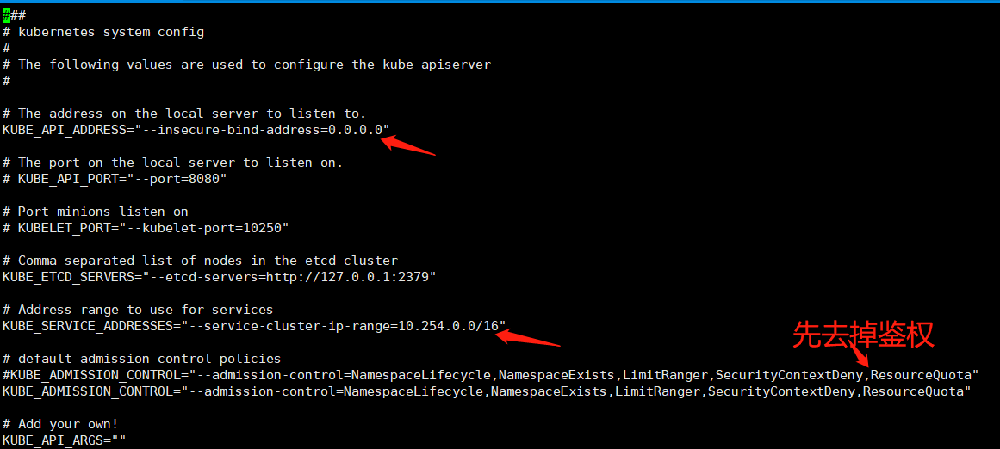 ###
# kubernetes system config
#
# The following values are used to configure the kube-apiserver
#
# The address on the local server to listen to.
KUBE_API_ADDRESS="--insecure-bind-address=0.0.0.0"
# The port on the local server to listen on.
# KUBE_API_PORT="--port=8080"
# Port minions listen on
# KUBELET_PORT="--kubelet-port=10250"
# Comma separated list of nodes in the etcd cluster
KUBE_ETCD_SERVERS="--etcd-servers=http://127.0.0.1:2379"
# Address range to use for services
KUBE_SERVICE_ADDRESSES="--service-cluster-ip-range=10.254.0.0/16"
先去掉鉴权
# default admission control policies
#KUBE_ADMISSION_CONTROL="--admission-control=NamespaceLifecycle,NamespaceExists,LimitRanger,SecurityContextDeny,ResourceQuota"
KUBE_ADMISSION_CONTROL="--admission-control=NamespaceLifecycle,NamespaceExists,LimitRanger,SecurityContextDeny,ResourceQuota"
# Add your own!
KUBE_API_ARGS=""